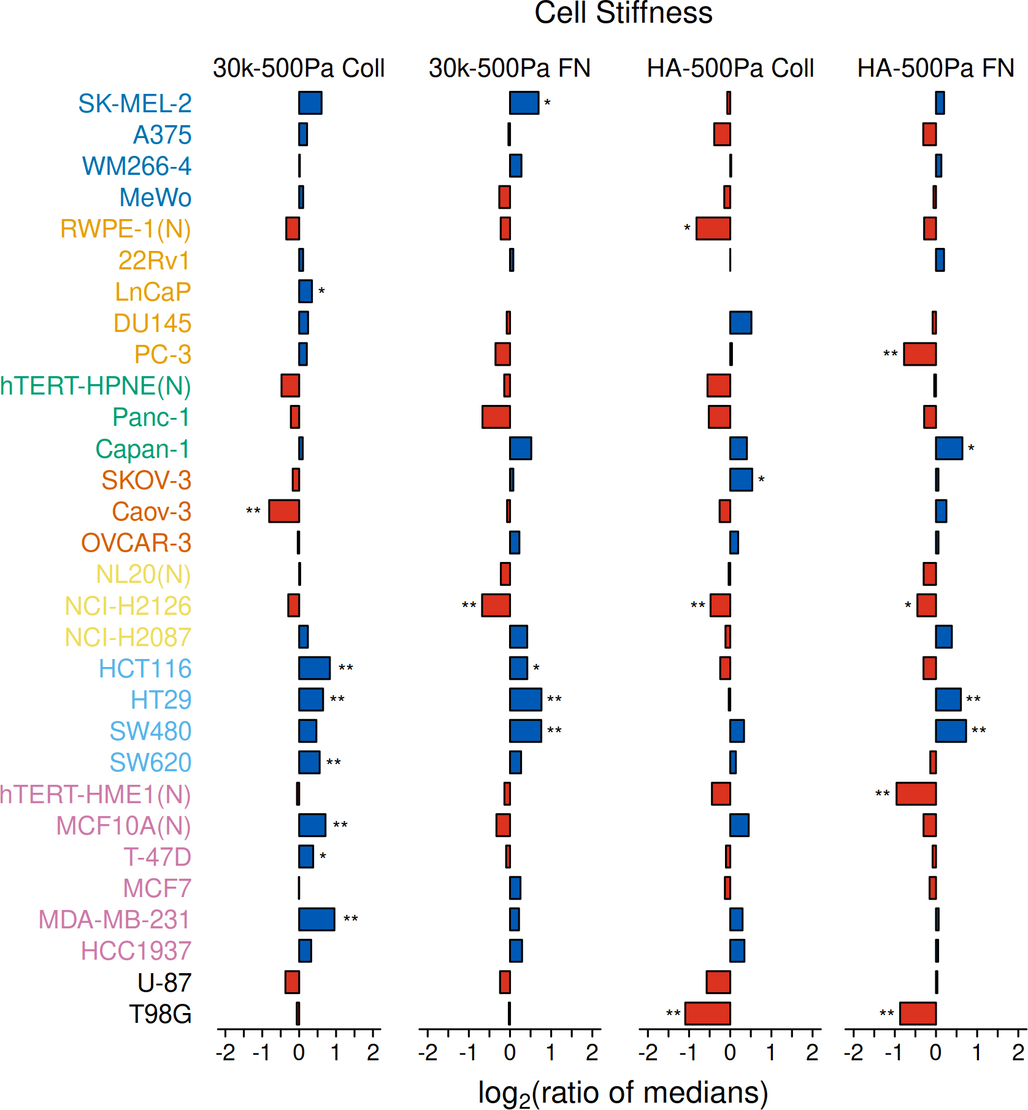 Cell Stiffness
30k-500Pa Coll 30k-500Pa FN HA-500Pa Coll HA-500Pa FN
SK-MEL-2 *
A375
WM266-4
MeWo
RWPE-1(N) *
22Rv1
LnCaP *
DU145
PC-3 **
hTERT-HPNE(N)
Panc-1
Capan-1 *
SKOV-3 *
Caov-3 **
OVCAR-3
NL20(N)
NCI-H2126 ** ** *
NCI-H2087
HCT116 ** *
HT29 ** ** **
SW480 ** **
SW620 **
hTERT-HME1(N) **
MCF10A(N) **
T-47D *
MCF7
MDA-MB-231 **
HCC1937
U-87
T98G ** **
-2 -1 0 1 2 -2 -1 0 1 2 -2 -1 0 1 2 -2 -1 0 1 2
log₂(ratio of medians)